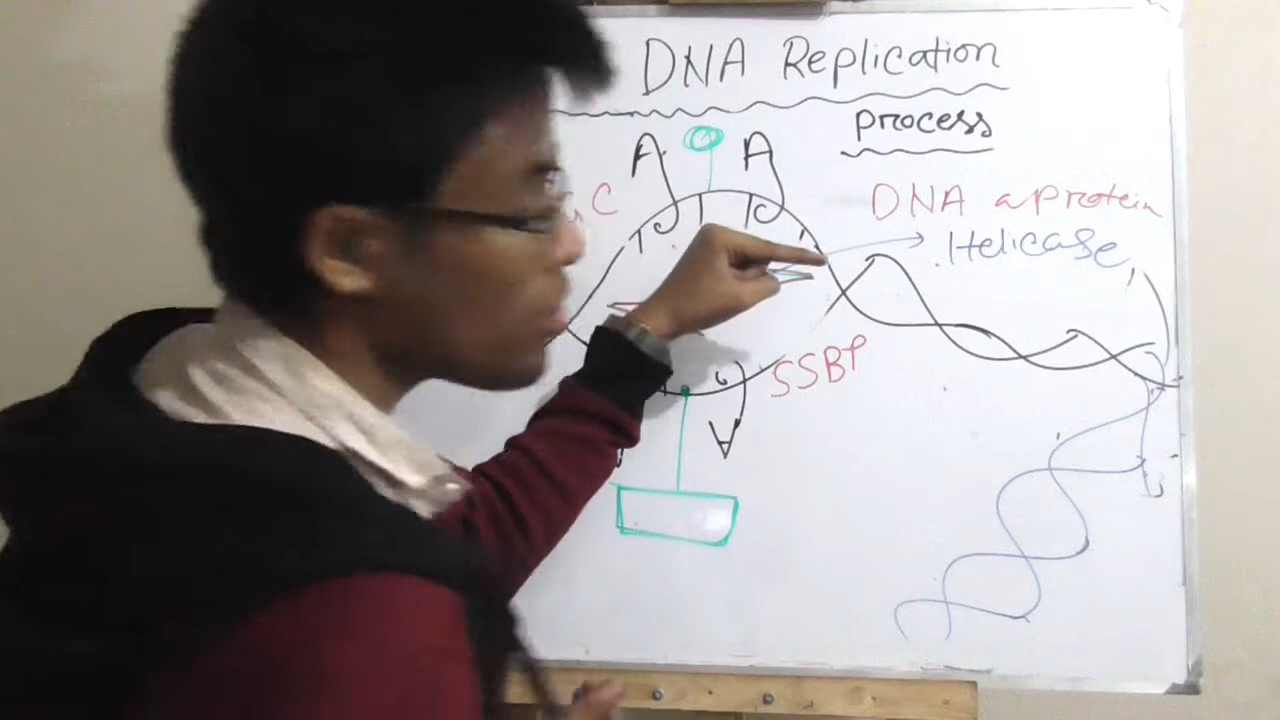 DNA Replication
process
A A
C
DNA a protein
Helicase
SSBP
G
A